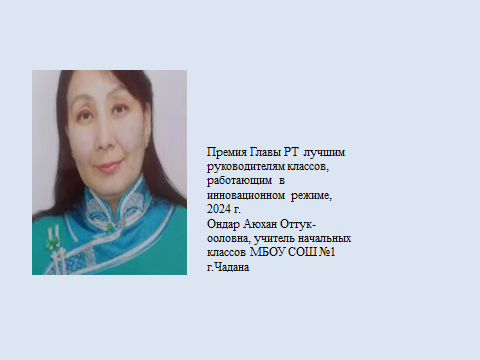 Премия Главы РТ лучшим
руководителям классов,
работающим в
инновационном режиме,
2024 г.
Ондар Аюхан Оттук-
ооловна, учитель начальных
классов МБОУ СОШ №1
г.Чадана